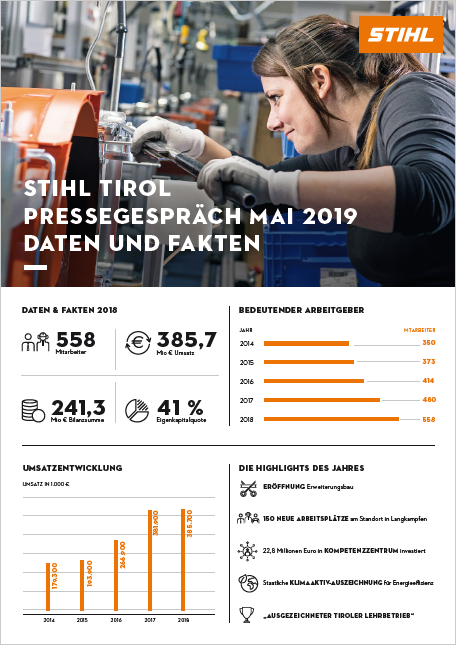 STIHL
STIHL TIROL
PRESSEGESPRÄCH MAI 2019
DATEN UND FAKTEN
DATEN & FAKTEN 2018
558
Mitarbeiter
385,7
Mio € Umsatz
241,3
Mio € Bilanzsumme
41 %
Eigenkapitalquote
BEDEUTENDER ARBEITGEBER
JAHR MITARBEITER
2014 350
2015 373
2016 414
2017 460
2018 558
UMSATZENTWICKLUNG
UMSATZ IN 1.000 €
179.300
193.900
266.900
381.900
385.700
2014 2015 2016 2017 2018
DIE HIGHLIGHTS DES JAHRES
ERÖFFNUNG Erweiterungsbau
150 NEUE ARBEITSPLÄTZE am Standort in Langkampfen
22,8 Millionen Euro in KOMPETENZZENTRUM investiert
Staatliche KLIMAAKTIV-AUSZEICHNUNG für Energieeffizienz
„AUSGEZEICHNETER TIROLER LEHRBETRIEB“